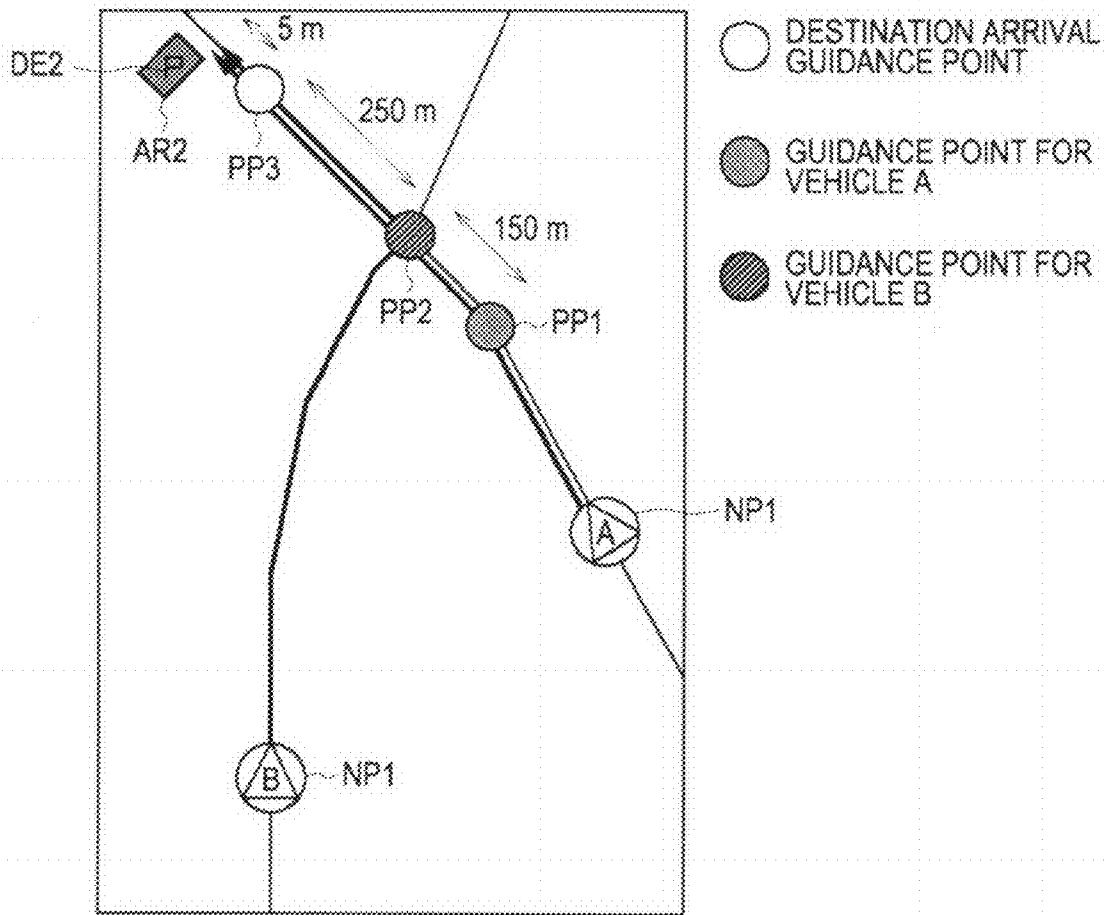 5 m
DESTINATION ARRIVAL
GUIDANCE POINT
DE2
P
AR2
PP3
250 m
GUIDANCE POINT FOR
VEHICLE A
150 m
GUIDANCE POINT FOR
VEHICLE B
PP2
PP1
NP1
A
B
NP1